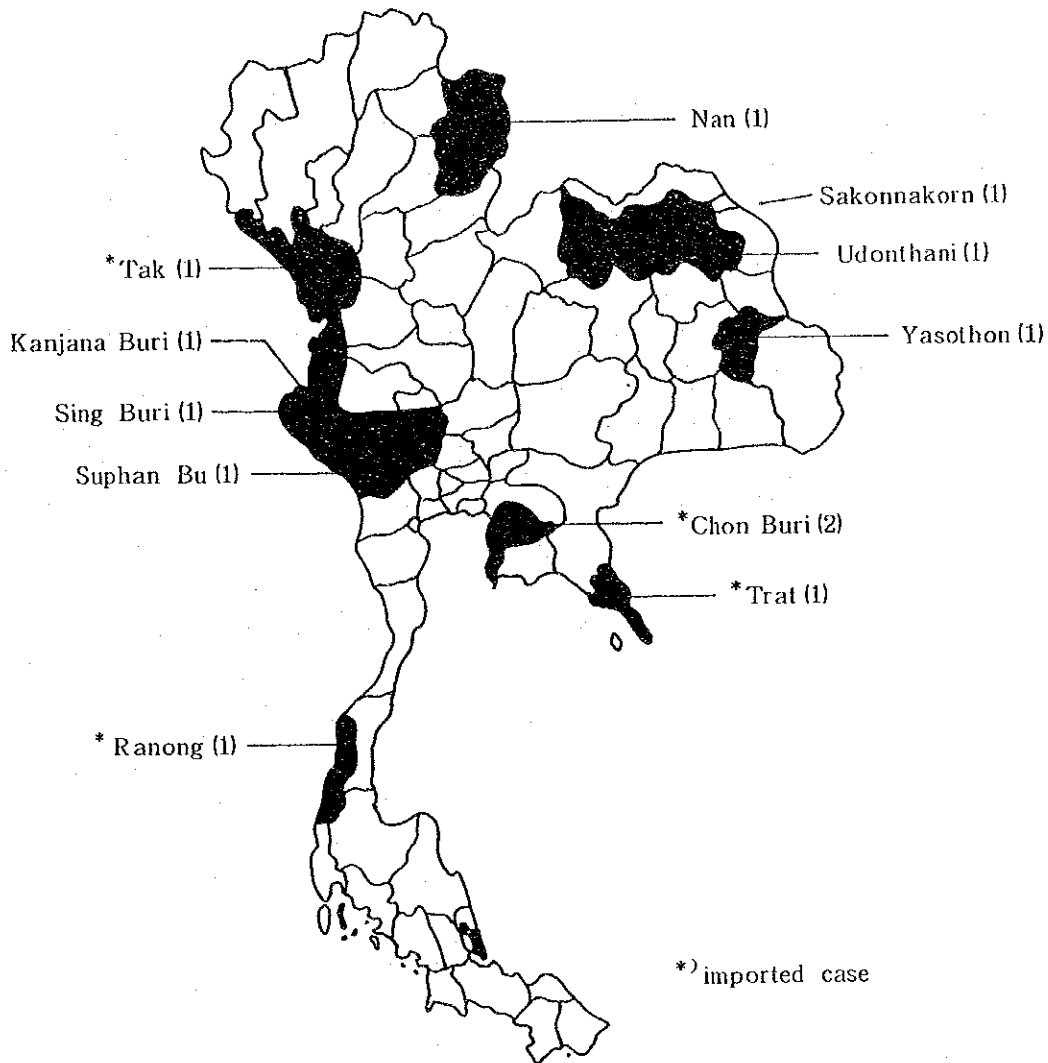 Nan (1)
Sakonnakorn (1)
Udonthani (1)
*Tak (1)
Yasothon (1)
Kanjana Buri (1)
Sing Buri (1)
Suphan Bu (1)
*Chon Buri (2)
*Trat (1)
* Ranong (1)
*) imported case